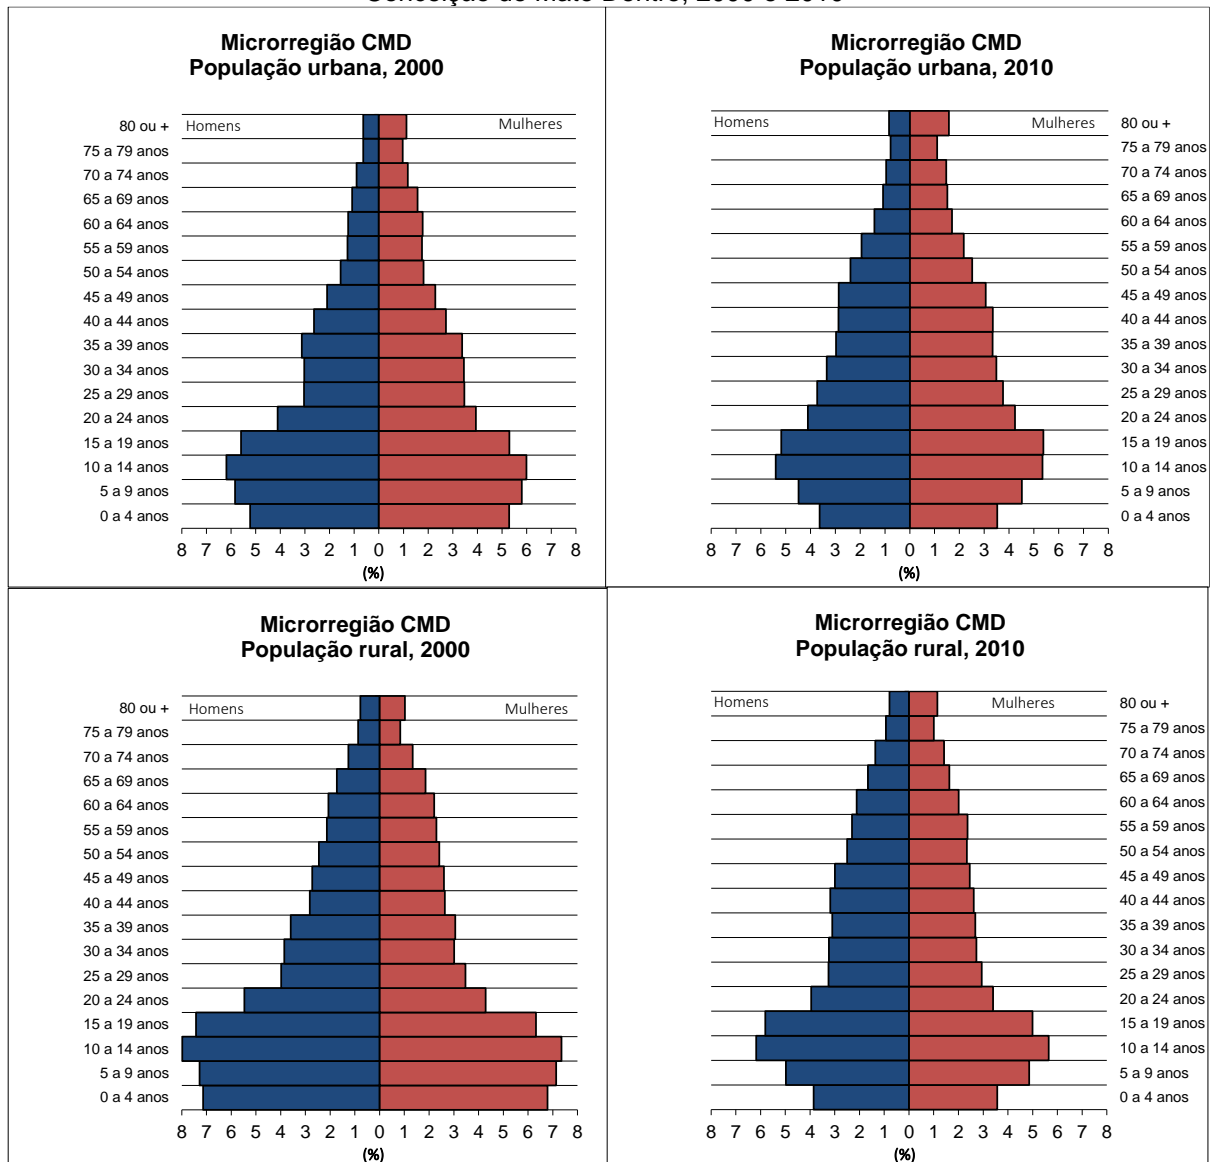 Conceição do Mato Dentro, 2000 e 2010
Microrregião CMD
População urbana, 2000
80 ou +
Homens
Mulheres
75 a 79 anos
70 a 74 anos
65 a 69 anos
60 a 64 anos
55 a 59 anos
50 a 54 anos
45 a 49 anos
40 a 44 anos
35 a 39 anos
30 a 34 anos
25 a 29 anos
20 a 24 anos
15 a 19 anos
10 a 14 anos
5 a 9 anos
0 a 4 anos
8 7 6 5 4 3 2 1 0 1 2 3 4 5 6 7 8
(%)
Microrregião CMD
População urbana, 2010
Homens
Mulheres
80 ou +
75 a 79 anos
70 a 74 anos
65 a 69 anos
60 a 64 anos
55 a 59 anos
50 a 54 anos
45 a 49 anos
40 a 44 anos
35 a 39 anos
30 a 34 anos
25 a 29 anos
20 a 24 anos
15 a 19 anos
10 a 14 anos
5 a 9 anos
0 a 4 anos
8 7 6 5 4 3 2 1 0 1 2 3 4 5 6 7 8
(%)
Microrregião CMD
População rural, 2000
80 ou +
Homens
Mulheres
75 a 79 anos
70 a 74 anos
65 a 69 anos
60 a 64 anos
55 a 59 anos
50 a 54 anos
45 a 49 anos
40 a 44 anos
35 a 39 anos
30 a 34 anos
25 a 29 anos
20 a 24 anos
15 a 19 anos
10 a 14 anos
5 a 9 anos
0 a 4 anos
8 7 6 5 4 3 2 1 0 1 2 3 4 5 6 7 8
(%)
Microrregião CMD
População rural, 2010
Homens
Mulheres
80 ou +
75 a 79 anos
70 a 74 anos
65 a 69 anos
60 a 64 anos
55 a 59 anos
50 a 54 anos
45 a 49 anos
40 a 44 anos
35 a 39 anos
30 a 34 anos
25 a 29 anos
20 a 24 anos
15 a 19 anos
10 a 14 anos
5 a 9 anos
0 a 4 anos
8 7 6 5 4 3 2 1 0 1 2 3 4 5 6 7 8
(%)